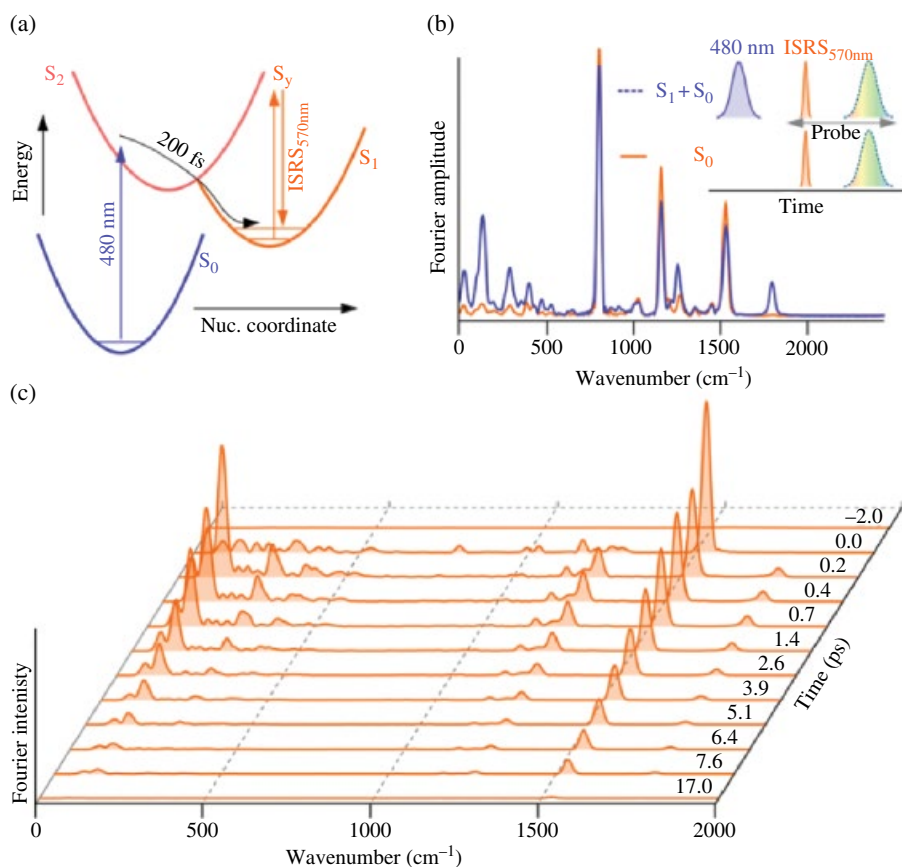 (a)
S2
Sy
S1
200 fs
ISRS570nm
Energy
480 nm
S0
Nuc. coordinate
(b)
480 nm ISRS570nm
S1 + S0
Probe
S0
Time
Fourier amplitude
0 500 1000 1500 2000
Wavenumber (cm−1)
(c)
−2.0
0.0
0.2
0.4
0.7
1.4
2.6
3.9
5.1
6.4
7.6
17.0
Time (ps)
Fourier intenisty
0 500 1000 1500 2000
Wavenumber (cm−1)